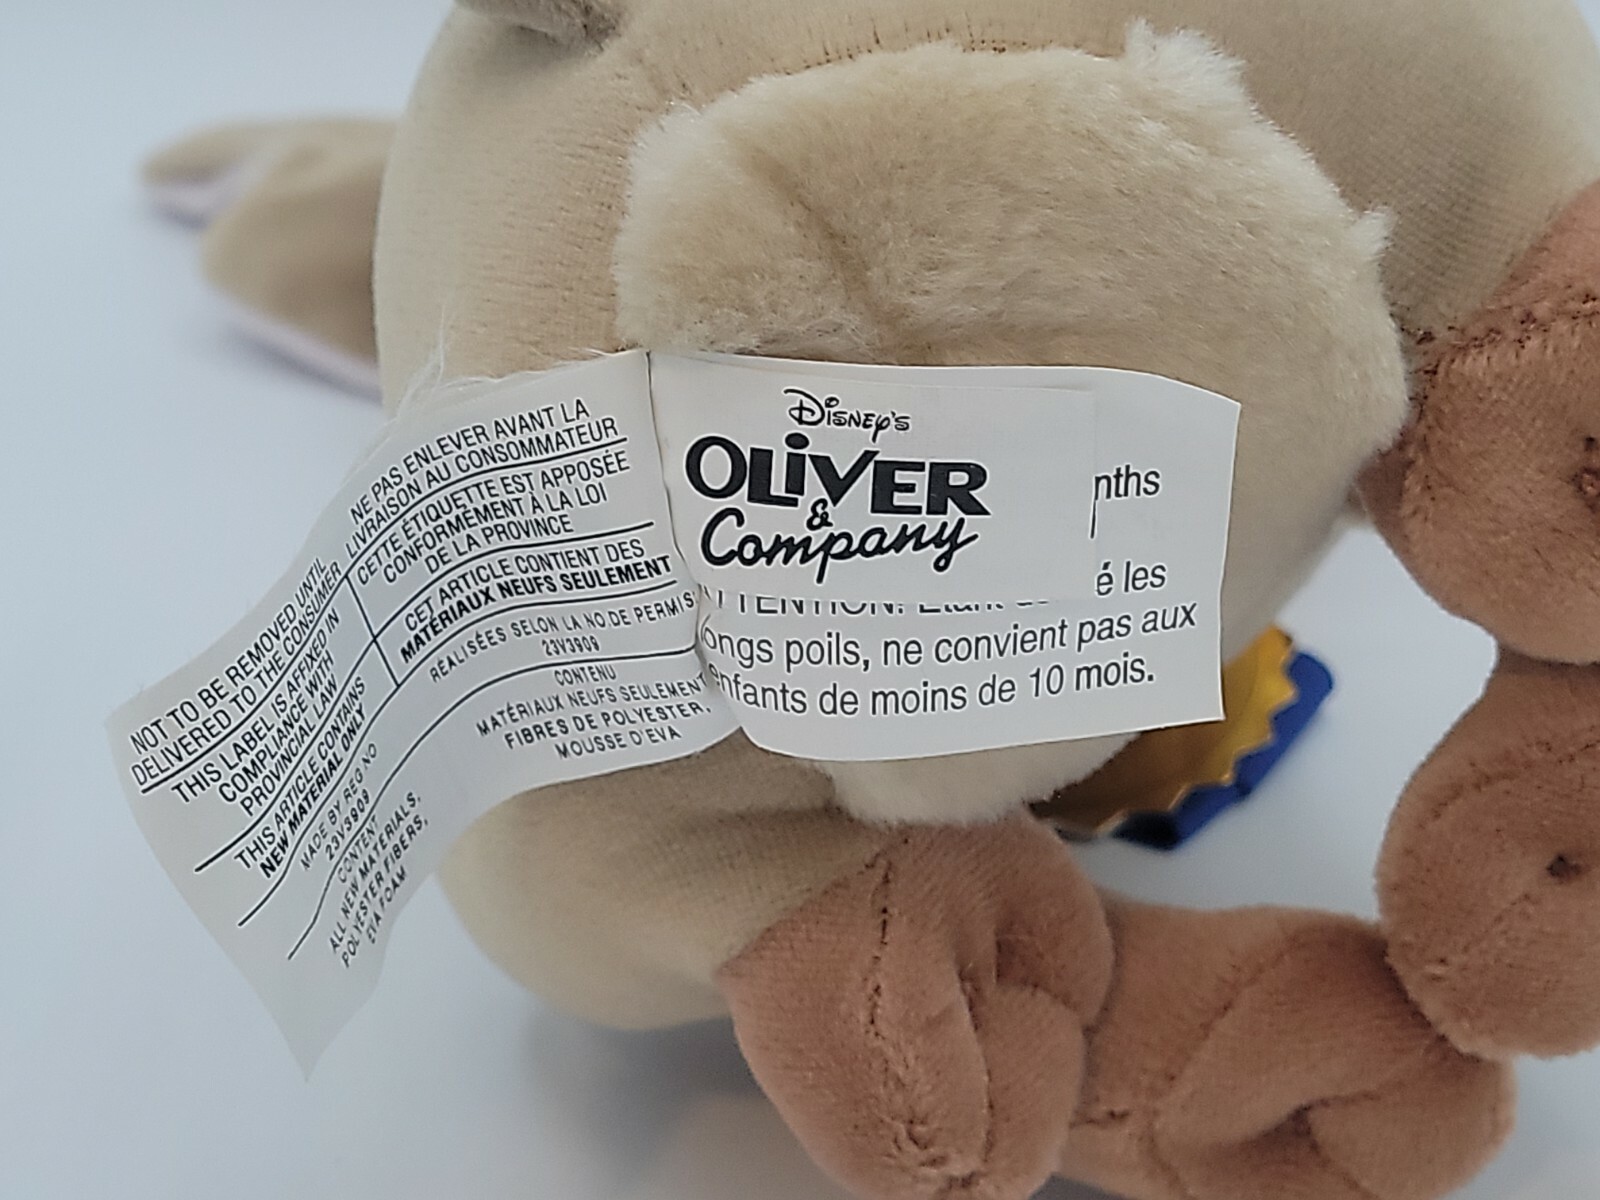 NE PAS ENLEVER AVANT LA
LIVRAISON AU CONSOMMATEUR
CETTE ÉTIQUETTE EST APPOSÉE
CONFORMÉMENT À LA LOI
DE LA PROVINCE
CET ARTICLE CONTIENT DES
MATÉRIAUX NEUFS SEULEMENT
RÉALISÉES SELON LA NO DE PERMIS
23V3909
CONTENU
MATÉRIAUX NEUFS SEULEMENT
FIBRES DE POLYESTER,
MOUSSE D'EVA
NOT TO BE REMOVED UNTIL
DELIVERED TO THE CONSUMER
THIS LABEL IS AFFIXED IN
COMPLIANCE WITH
PROVINCIAL LAW
THIS ARTICLE CONTAINS
NEW MATERIAL ONLY
MADE BY REG NO
23V3909
CONTENT
ALL NEW MATERIALS,
POLYESTER FIBERS,
EVA FOAM
DISNEY'S
OLIVER
&
Company
nths
é les
ongs poils, ne convient pas aux
enfants de moins de 10 mois.